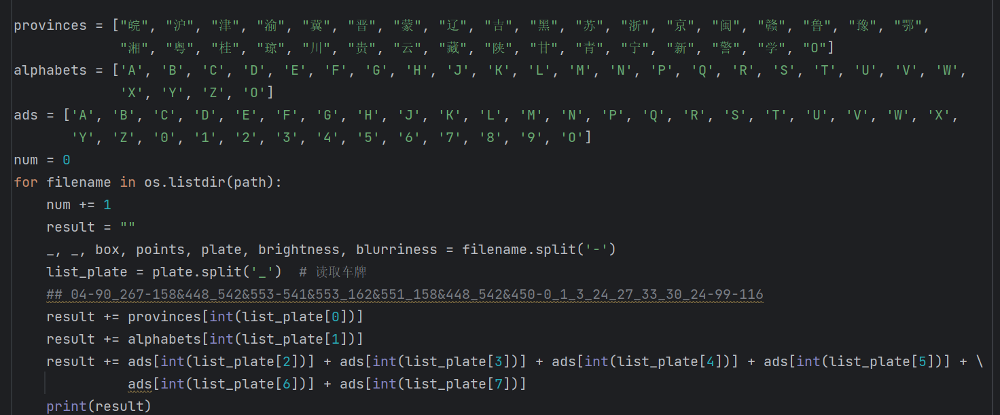 provinces = ["皖", "沪", "津", "渝", "冀", "晋", "蒙", "辽", "吉", "黑", "苏", "浙", "京", "闽", "赣", "鲁", "豫", "鄂",
"湘", "粤", "桂", "琼", "川", "贵", "云", "藏", "陕", "甘", "青", "宁", "新", "警", "学", "O"]
alphabets = ['A', 'B', 'C', 'D', 'E', 'F', 'G', 'H', 'J', 'K', 'L', 'M', 'N', 'P', 'Q', 'R', 'S', 'T', 'U', 'V', 'W',
'X', 'Y', 'Z', 'O']
ads = ['A', 'B', 'C', 'D', 'E', 'F', 'G', 'H', 'J', 'K', 'L', 'M', 'N', 'P', 'Q', 'R', 'S', 'T', 'U', 'V', 'W', 'X',
'Y', 'Z', '0', '1', '2', '3', '4', '5', '6', '7', '8', '9', 'O']
num = 0
for filename in os.listdir(path):
num += 1
result = ""
_, _, box, points, plate, brightness, blurriness = filename.split('-')
list_plate = plate.split('_')  # 读取车牌
## 04-90_267-158&448_542&553-541&553_162&551_158&448_542&450-0_1_3_24_27_33_30_24-99-116
result += provinces[int(list_plate[0])]
result += alphabets[int(list_plate[1])]
result += ads[int(list_plate[2])] + ads[int(list_plate[3])] + ads[int(list_plate[4])] + ads[int(list_plate[5])] + \
ads[int(list_plate[6])] + ads[int(list_plate[7])]
print(result)